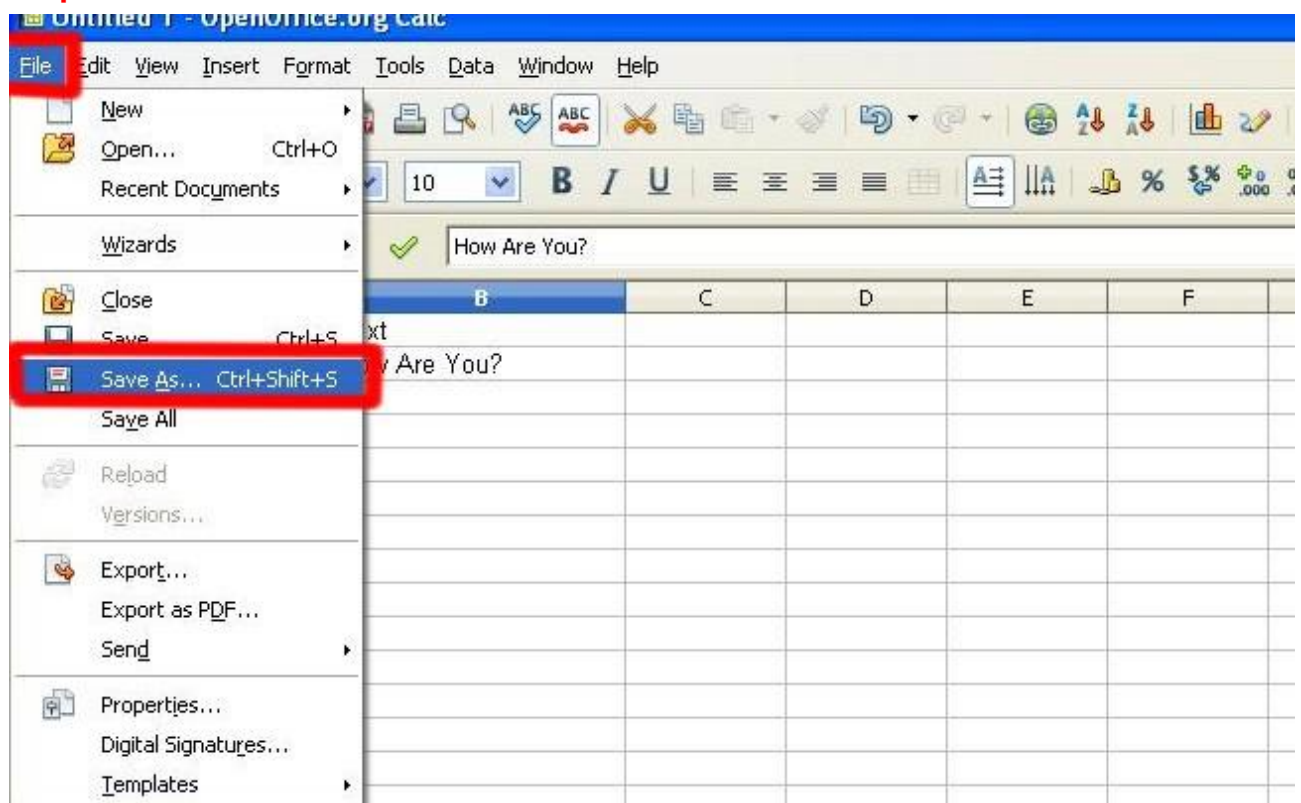 Untitled 1 - OpenOffice.org Calc
File Edit View Insert Format Tools Data Window Help
New
Open... Ctrl+O
Recent Documents
Wizards
Close
Save Ctrl+S
Save As... Ctrl+Shift+S
Save All
Reload
Versions...
Export...
Export as PDF...
Send
Properties...
Digital Signatures...
Templates
ABC ABC
10 B I U
How Are You?
B C D E F
xt
w Are You?